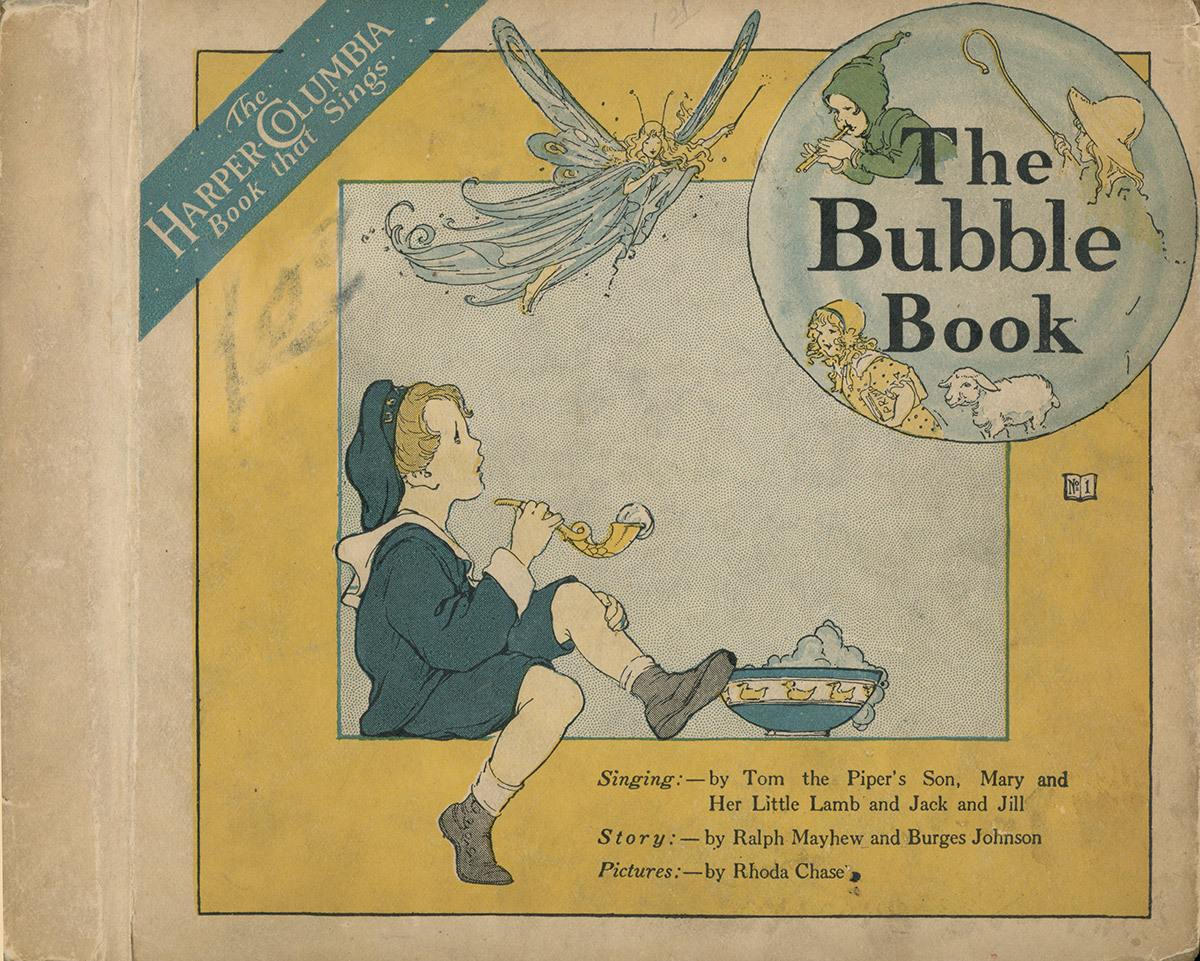 The
HARPER-COLUMBIA
Book that Sings
The
Bubble
Book
No 1
Singing:—by Tom the Piper's Son, Mary and
Her Little Lamb and Jack and Jill
Story:—by Ralph Mayhew and Burges Johnson
Pictures:—by Rhoda Chase